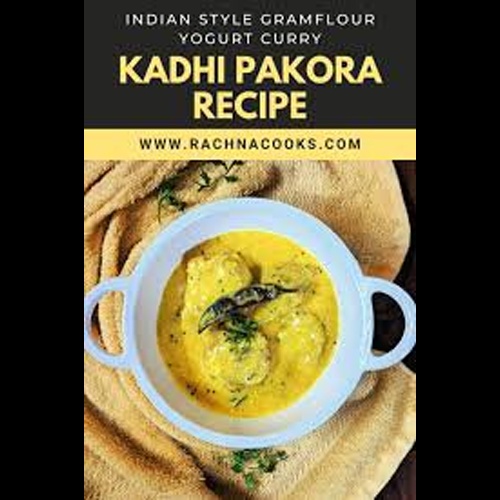 INDIAN STYLE GRAMFLOUR
YOGURT CURRY
KADHI PAKORA
RECIPE
WWW.RACHNACOOKS.COM